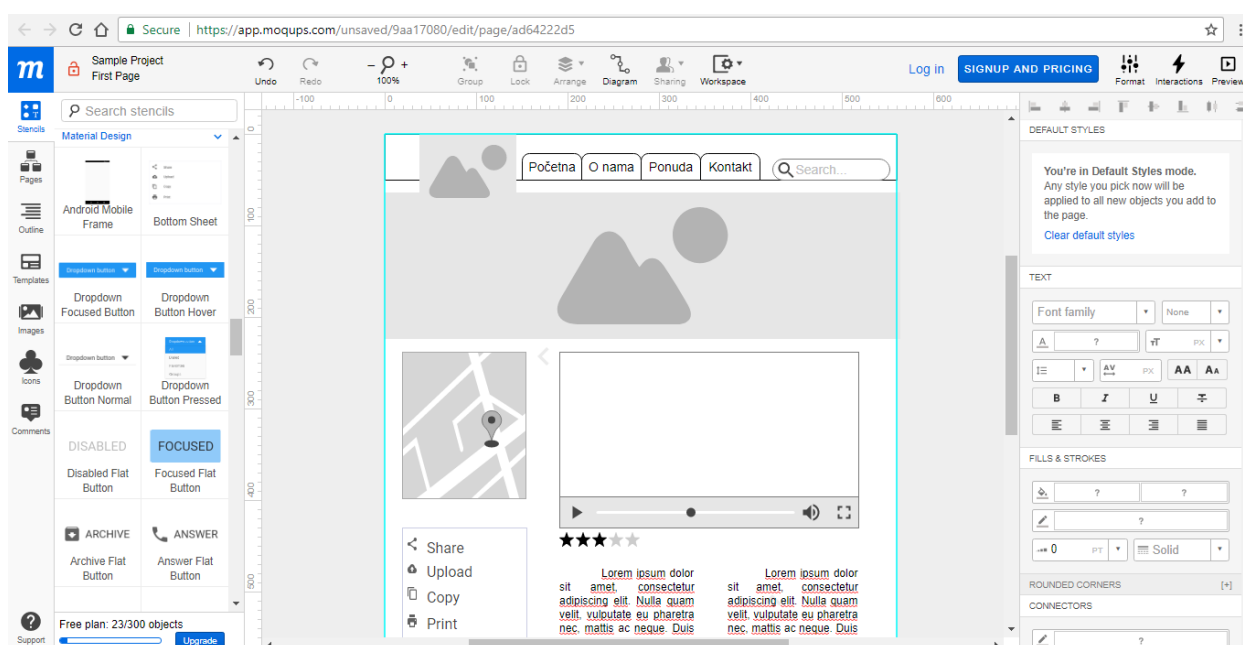 Secure | https://app.moqups.com/unsaved/9aa17080/edit/page/ad64222d5
m
Sample Project
First Page
Undo
Redo
- +
100%
Group
Lock
Arrange
Diagram
Sharing
Workspace
Log in
SIGNUP AND PRICING
Format
Interactions
Preview
Stencils
Pages
Outline
Templates
Images
Icons
Comments
Support
Search stencils
Material Design
Share
Upload
Copy
Print
Android Mobile
Frame
Bottom Sheet
Dropdown button
Dropdown button
Dropdown
Focused Button
Dropdown
Button Hover
Dropdown button
Dropdown
Button Normal
Dropdown
Button Pressed
DISABLED
FOCUSED
Disabled Flat
Button
Focused Flat
Button
ARCHIVE
ANSWER
Archive Flat
Button
Answer Flat
Button
Free plan: 23/300 objects
Upgrade
-100 0 100 200 300 400 500 600
0
100
200
300
400
500
Početna O nama Ponuda Kontakt Search...
Share
Upload
Copy
Print
Lorem ipsum dolor
sit amet, consectetur
adipiscing elit. Nulla quam
velit, vulputate eu pharetra
nec, mattis ac neque. Duis
Lorem ipsum dolor
sit amet, consectetur
adipiscing elit. Nulla quam
velit, vulputate eu pharetra
nec, mattis ac neque. Duis
DEFAULT STYLES
You're in Default Styles mode.
Any style you pick now will be
applied to all new objects you add to
the page.
Clear default styles
TEXT
Font family None
A ? TT PX
AV PX AA AA
B I U T
FILLS & STROKES
? ?
?
0 PT Solid
ROUNDED CORNERS [+]
CONNECTORS
?